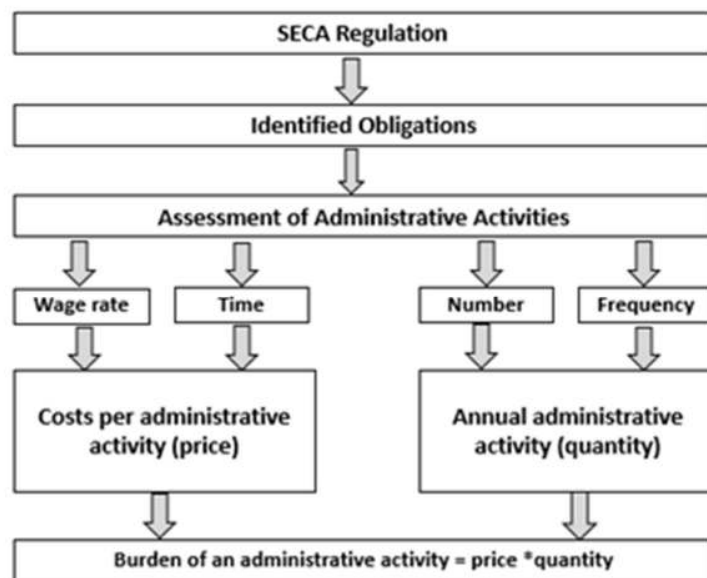 SECA Regulation
Identified Obligations
Assessment of Administrative Activities
Wage rate
Time
Number
Frequency
Costs per administrative
activity (price)
Annual administrative
activity (quantity)
Burden of an administrative activity = price *quantity